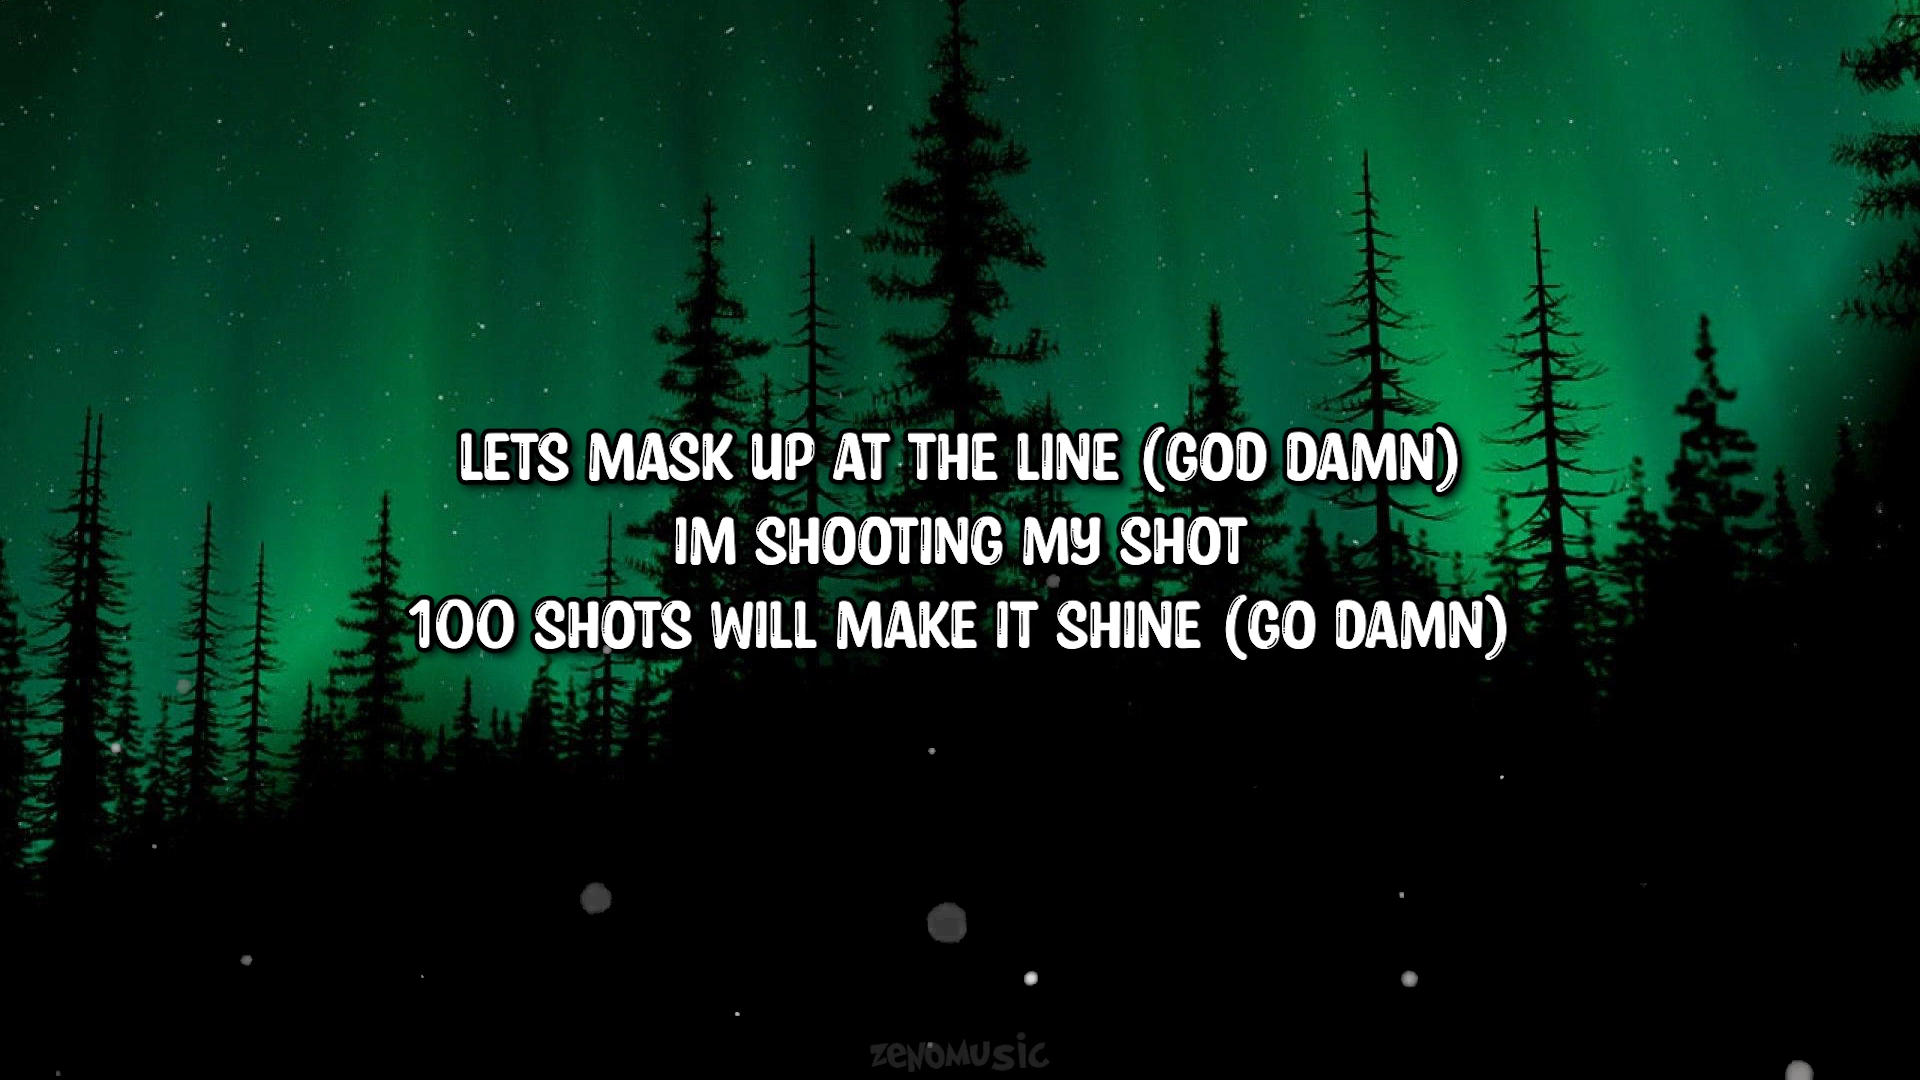 LETS MASK UP AT THE LINE (GOD DAMN)
IM SHOOTING MY SHOT
100 SHOTS WILL MAKE IT SHINE (GO DAMN)
ZENOMUSIC